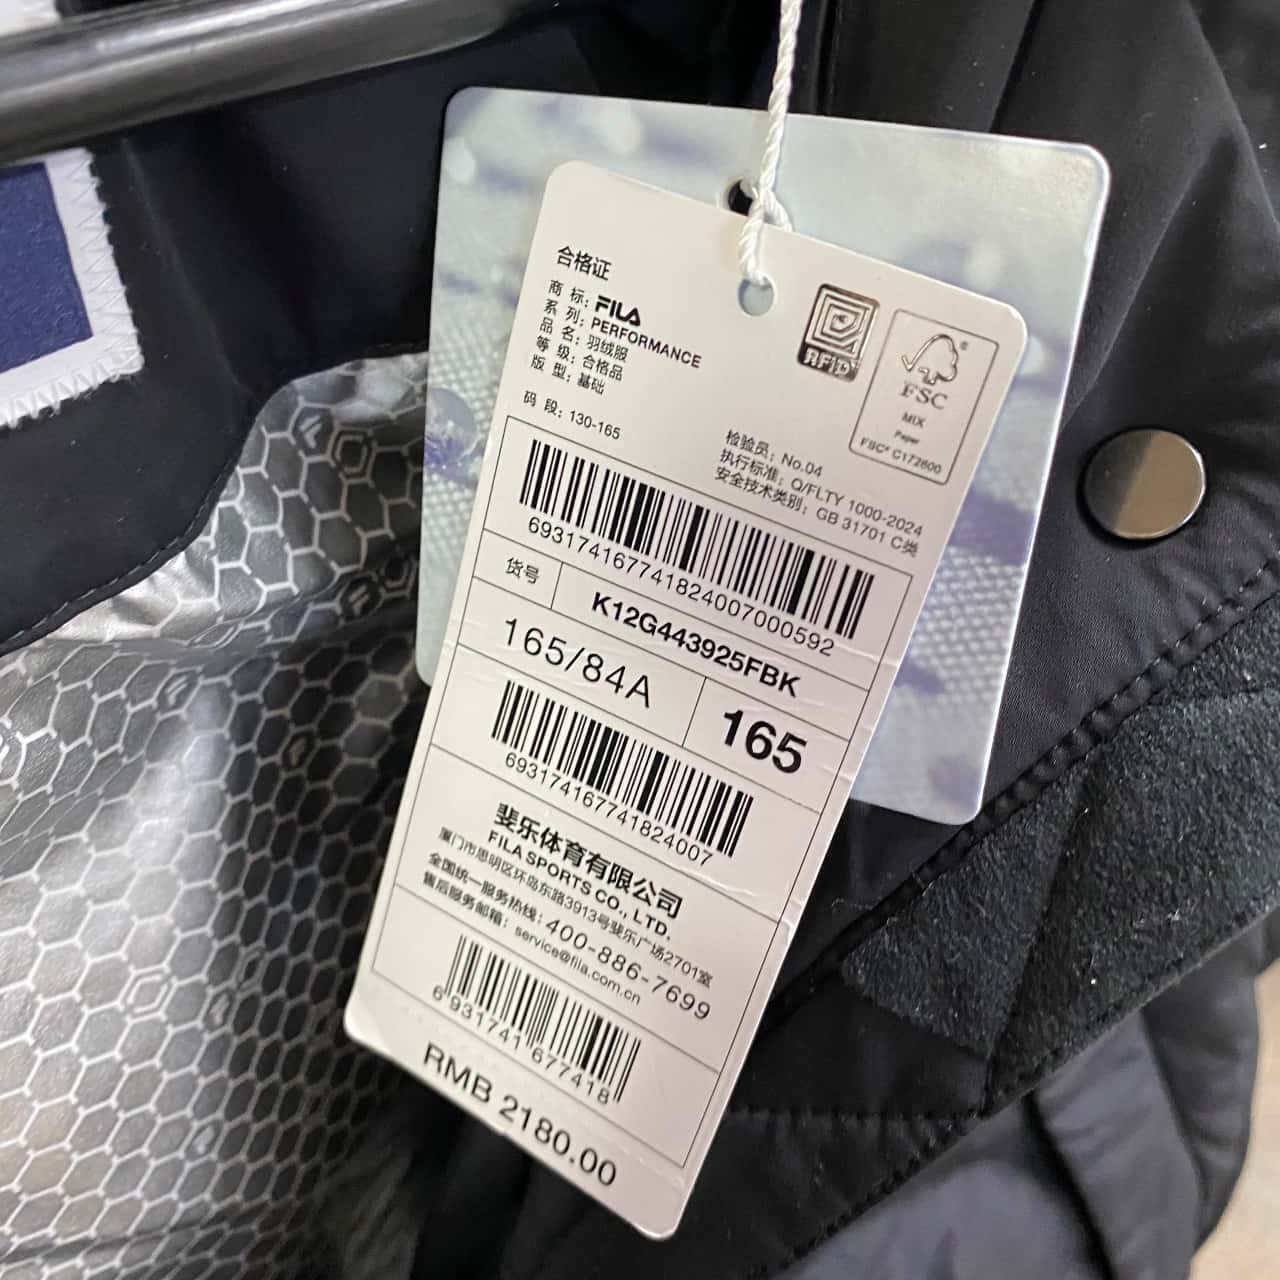 合格证
商 标: FILA
系 列: PERFORMANCE
品 名: 羽绒服
等 级: 合格品
版 型: 基础
码 段: 130-165
RFID
FSC®
MIX
Paper
FSC® C172600
检验员: No.04
执行标准: Q/FLTY 1000-2024
安全技术类别: GB 31701 C类
693174167741824007000592
货号 K12G443925FBK
165/84A 165
693174167741824007
斐乐体育有限公司
FILA SPORTS CO., LTD.
厦门市思明区环岛东路3913号斐乐广场2701室
全国统一服务热线: 400-886-7699
售后服务邮箱: service@fila.com.cn
6 931741 677418
RMB 2180.00